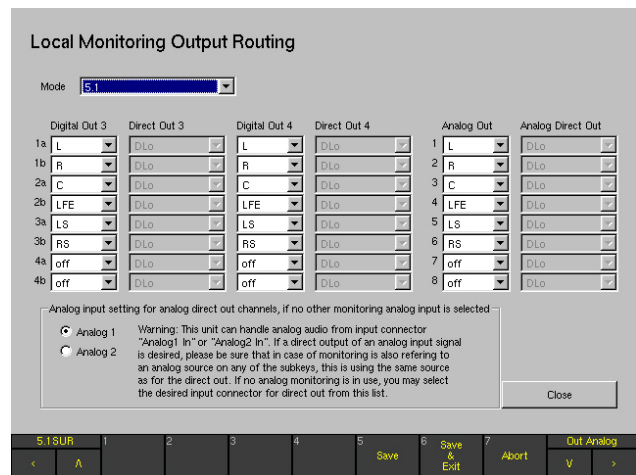 Local Monitoring Output Routing
Mode 5.1
Digital Out 3 Direct Out 3 Digital Out 4 Direct Out 4 Analog Out Analog Direct Out
1a L DLo L DLo 1 L DLo
1b R DLo R DLo 2 R DLo
2a C DLo C DLo 3 C DLo
2b LFE DLo LFE DLo 4 LFE DLo
3a LS DLo LS DLo 5 LS DLo
3b RS DLo RS DLo 6 RS DLo
4a off DLo off DLo 7 off DLo
4b off DLo off DLo 8 off DLo
Analog input setting for analog direct out channels, if no other monitoring analog input is selected
Analog 1
Analog 2
Warning: This unit can handle analog audio from input connector
"Analog1 In" or "Analog2 In". If a direct output of an analog input signal
is desired, please be sure that in case of monitoring is also refering to
an analog source on any of the subkeys, this is using the same source
as for the direct out. If no analog monitoring is in use, you may select
the desired input connector for direct out from this list.
Close
5.1SUR 1 2 3 4 5 Save 6 Save & Exit 7 Abort Out Analog
< ʌ v >